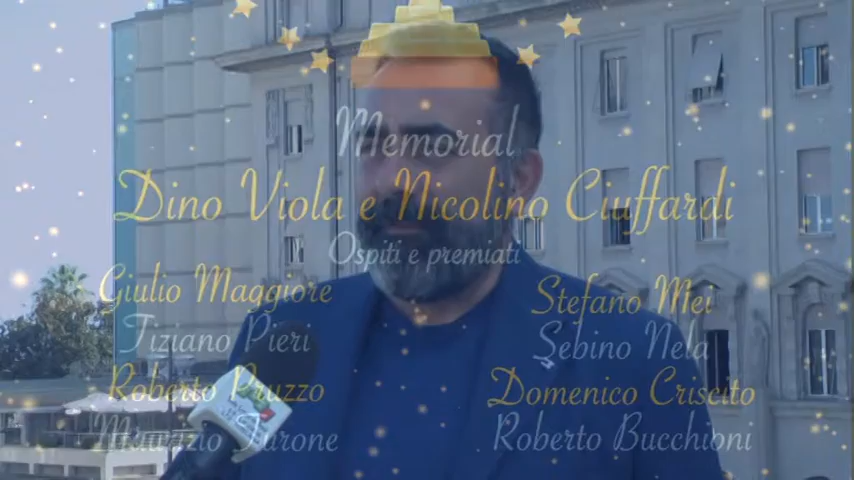 Memorial
Dino Viola e Nicolino Ciuffardi
Ospiti e premiati
Giulio Maggiore
Stefano Mei
Tiziano Pieri
Sebino Nela
Roberto Pruzzo
Domenico Criscito
Maurizio Turone
Roberto Bucchioni